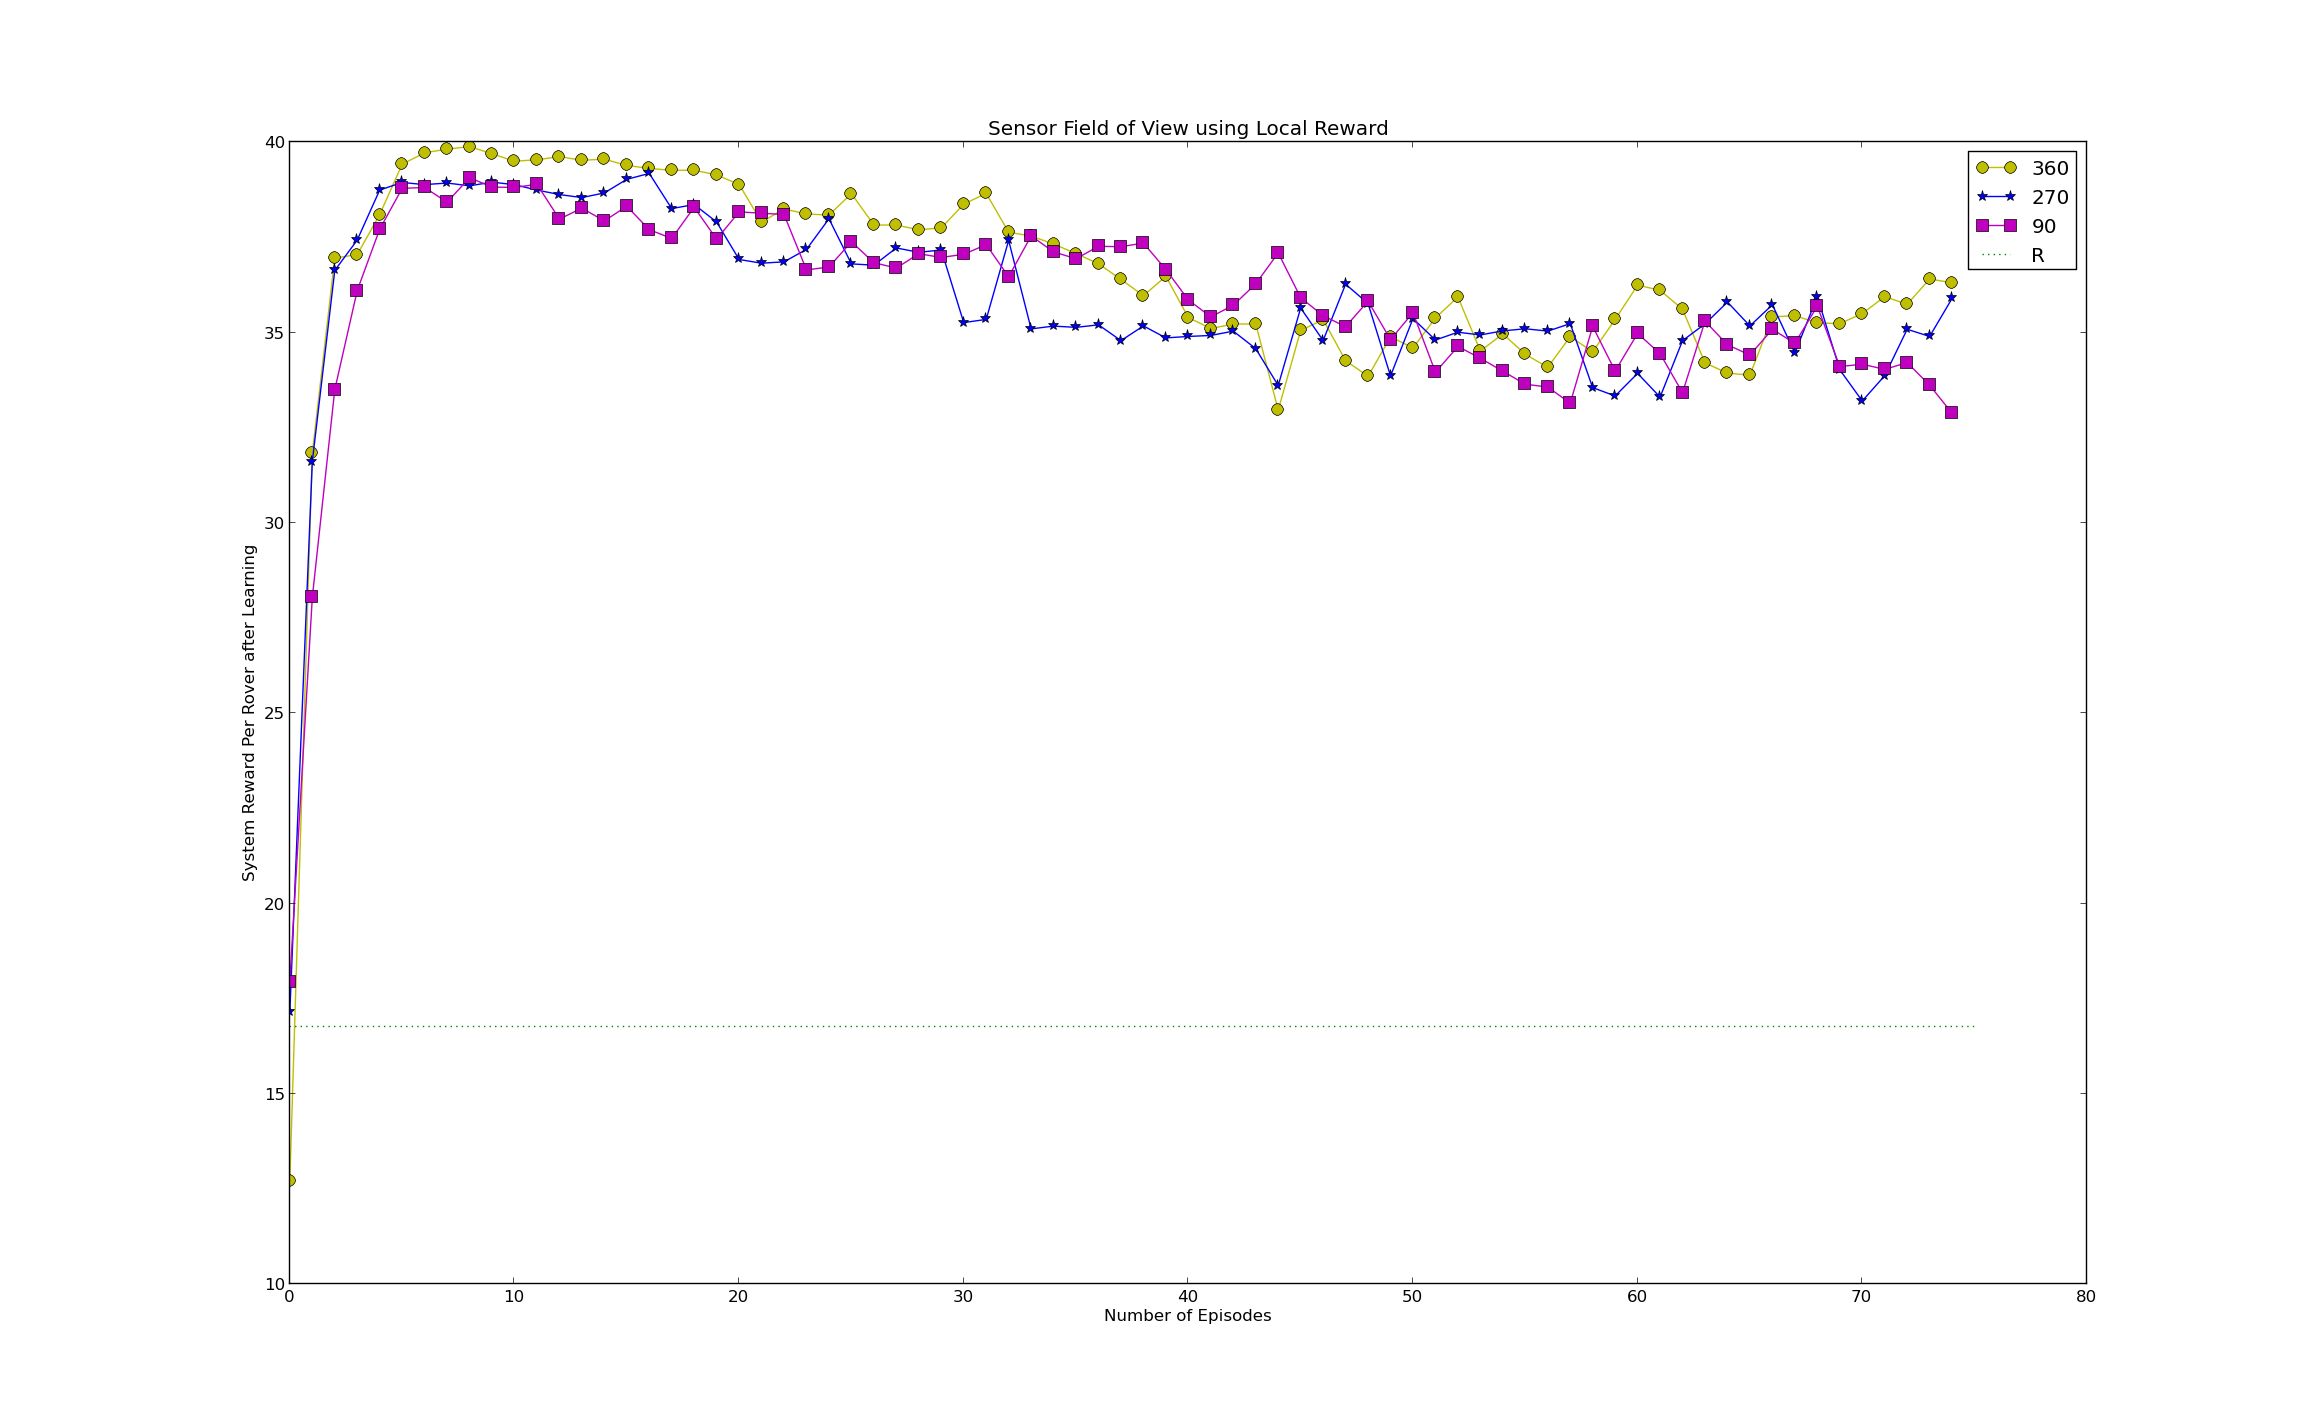 Sensor Field of View using Local Reward
40
35
30
25
20
15
10
System Reward Per Rover after Learning
360
270
90
R
0 10 20 30 40 50 60 70 80
Number of Episodes